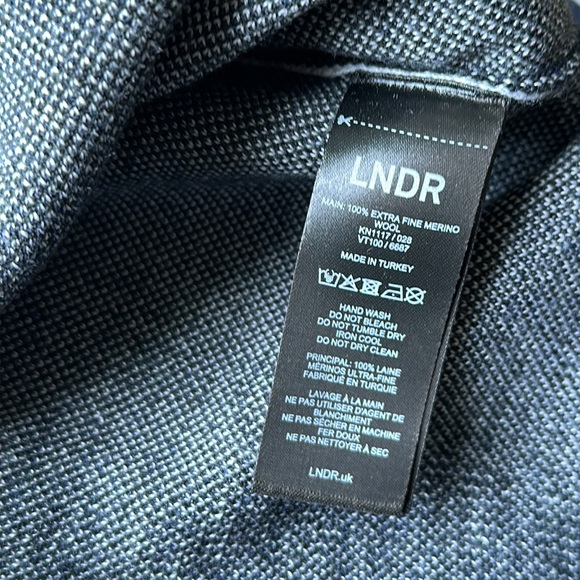 LNDR
MAIN: 100% EXTRA FINE MERINO
WOOL
KN1117 / 028
VT100 / 6687
MADE IN TURKEY
HAND WASH
DO NOT BLEACH
DO NOT TUMBLE DRY
IRON COOL
DO NOT DRY CLEAN
PRINCIPAL: 100% LAINE
MÉRINOS ULTRA-FINE
FABRIQUÉ EN TURQUIE
LAVAGE À LA MAIN
NE PAS UTILISER D'AGENT DE
BLANCHIMENT
NE PAS SÉCHER EN MACHINE
FER DOUX
NE PAS NETTOYER À SEC
LNDR.uk